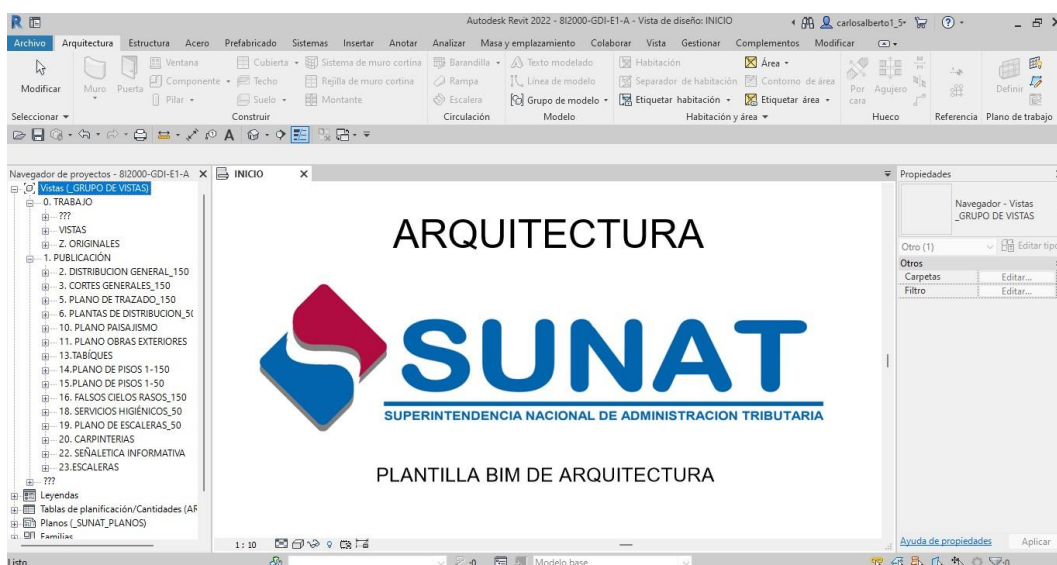 Autodesk Revit 2022 - 8I2000-GDI-E1-A - Vista de diseño: INICIO
carlosalberto1_5
Archivo Arquitectura Estructura Acero Prefabricado Sistemas Insertar Anotar Analizar Masa y emplazamiento Colaborar Vista Gestionar Complementos Modificar
Modificar
Muro
Puerta
Ventana
Componente
Pilar
Cubierta
Techo
Suelo
Sistema de muro cortina
Rejilla de muro cortina
Montante
Barandilla
Rampa
Escalera
Texto modelado
Línea de modelo
Grupo de modelo
Habitación
Separador de habitación
Etiquetar habitación
Área
Contorno de área
Etiquetar área
Por cara
Agujero
Definir
Seleccionar Construir Circulación Modelo Habitación y área Hueco Referencia Plano de trabajo
Navegador de proyectos - 8I2000-GDI-E1-A X
Vistas (_GRUPO DE VISTAS)
0. TRABAJO
???
VISTAS
Z. ORIGINALES
1. PUBLICACIÓN
2. DISTRIBUCION GENERAL_150
3. CORTES GENERALES_150
5. PLANO DE TRAZADO_150
6. PLANTAS DE DISTRIBUCION_5(
10. PLANO PAISAJISMO
11. PLANO OBRAS EXTERIORES
13.TABÍQUES
14.PLANO DE PISOS 1-150
15.PLANO DE PISOS 1-50
16. FALSOS CIELOS RASOS_150
18. SERVICIOS HIGIÉNICOS_50
19. PLANO DE ESCALERAS_50
20. CARPINTERIAS
22. SEÑALETICA INFORMATIVA
23.ESCALERAS
???
Leyendas
Tablas de planificación/Cantidades (AR
Planos (_SUNAT_PLANOS)
Familias
INICIO X
ARQUITECTURA
SUNAT
SUPERINTENDENCIA NACIONAL DE ADMINISTRACION TRIBUTARIA
PLANTILLA BIM DE ARQUITECTURA
1 : 10
Propiedades
Navegador - Vistas
_GRUPO DE VISTAS
Otro (1) Editar tipo
Otros
Carpetas Editar...
Filtro Editar...
Ayuda de propiedades Aplicar
Listo
:0
Modelo base
:0